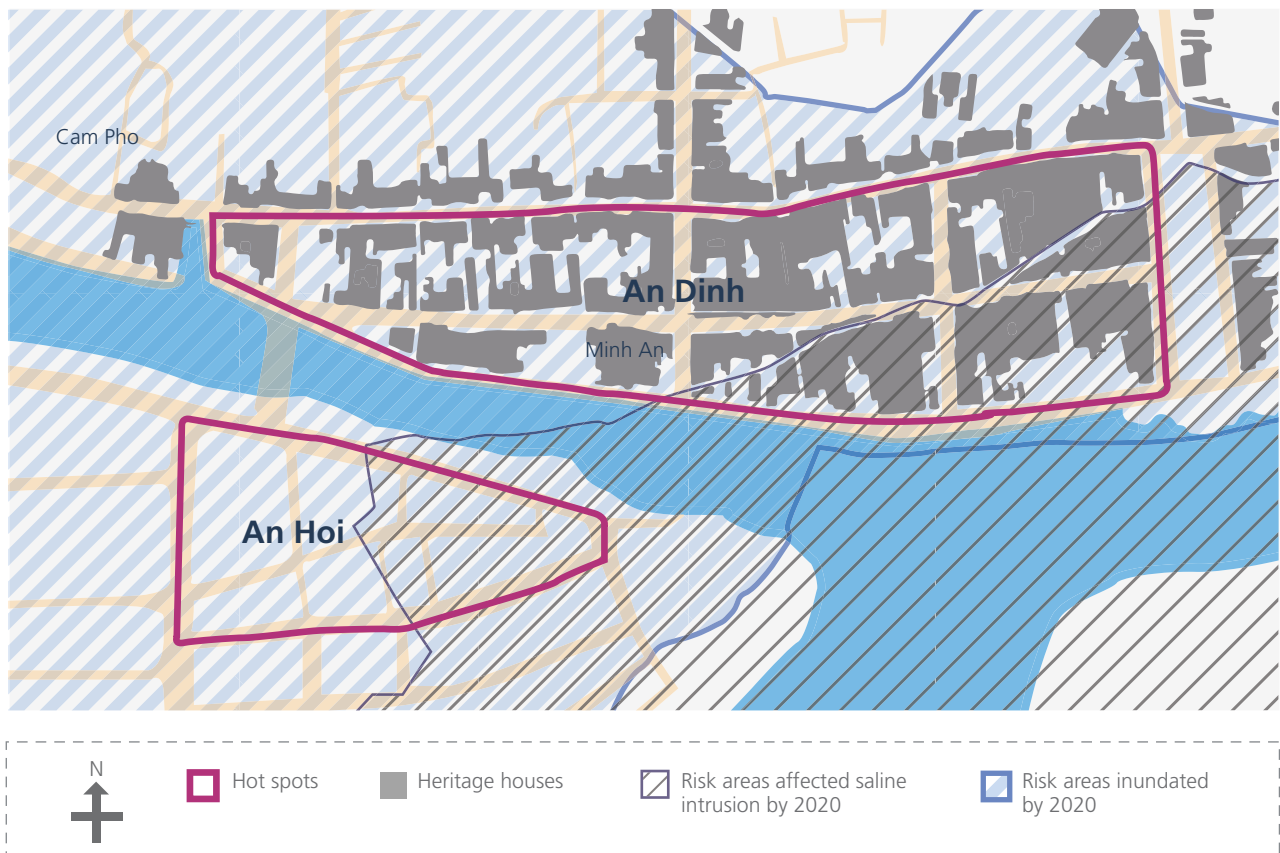 Cam Pho
An Dinh
Minh An
An Hoi
N
Hot spots
Heritage houses
Risk areas affected saline
intrusion by 2020
Risk areas inundated
by 2020